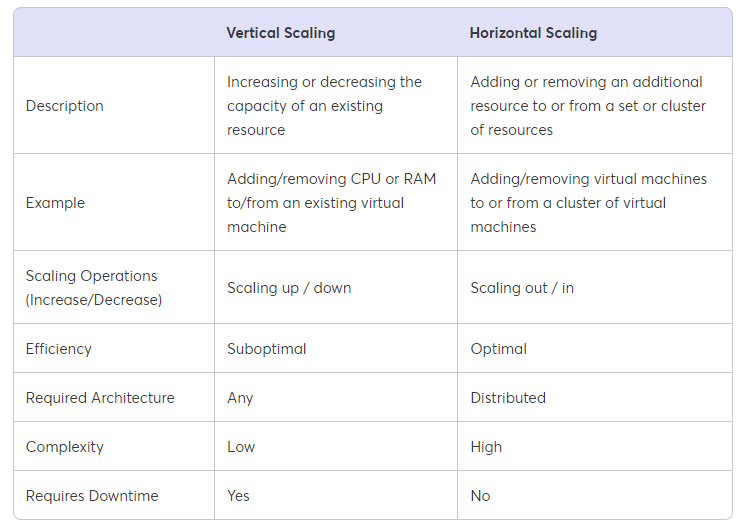 Vertical Scaling
Horizontal Scaling
Description
Increasing or decreasing the
capacity of an existing
resource
Adding or removing an additional
resource to or from a set or cluster
of resources
Example
Adding/removing CPU or RAM
to/from an existing virtual
machine
Adding/removing virtual machines
to or from a cluster of virtual
machines
Scaling Operations
(Increase/Decrease)
Scaling up / down
Scaling out / in
Efficiency
Suboptimal
Optimal
Required Architecture
Any
Distributed
Complexity
Low
High
Requires Downtime
Yes
No